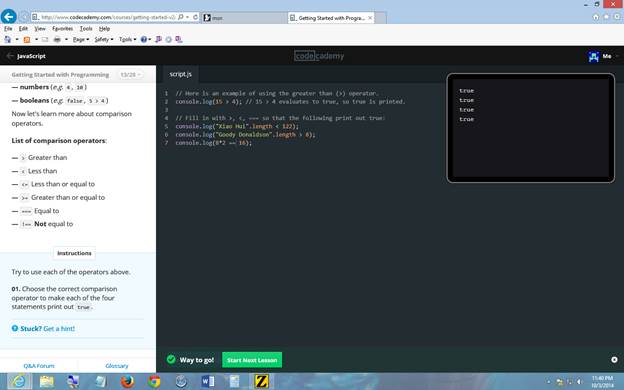 http://www.codecademy.com/courses/getting-started-v2/
msn
Getting Started with Progra...
File Edit View Favorites Tools Help
Page Safety Tools
JavaScript
codecademy
Me
Getting Started with Programming 13/28
script.js
— numbers (e.g. 4, 10)
— booleans (e.g. false, 5 > 4)
Now let's learn more about comparison
operators.
List of comparison operators:
— > Greater than
— < Less than
— <= Less than or equal to
— >= Greater than or equal to
— === Equal to
— !== Not equal to
Instructions
Try to use each of the operators above.
01. Choose the correct comparison
operator to make each of the four
statements print out true.
Stuck? Get a hint!
Q&A Forum Glossary
1 // Here is an example of using the greater than (>) operator.
2 console.log(15 > 4); // 15 > 4 evaluates to true, so true is printed.
3
4 // Fill in with >, <, === so that the following print out true:
5 console.log("Xiao Hui".length < 122);
6 console.log("Goody Donaldson".length > 8);
7 console.log(8*2 == 16);
true
true
true
true
Way to go! Start Next Lesson
11:40 PM
10/3/2014